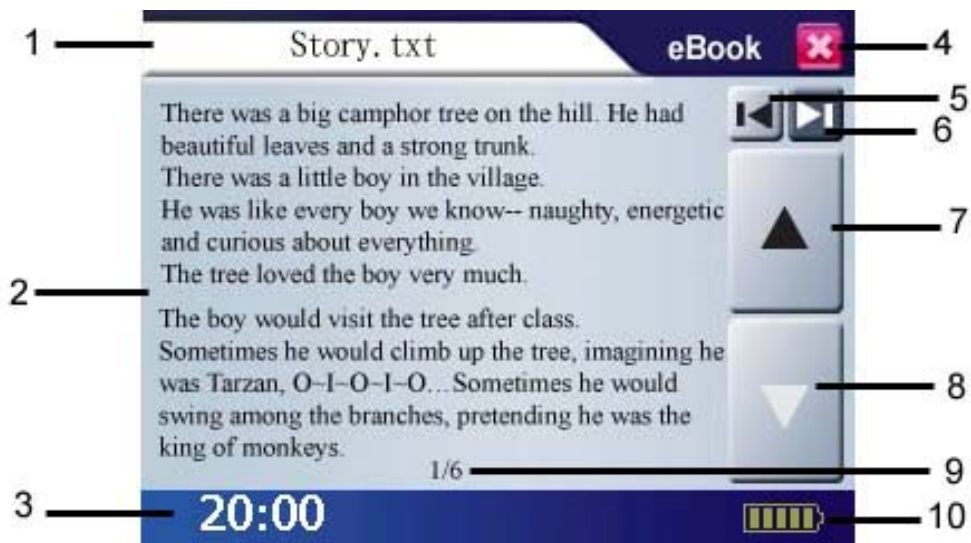 1
Story.txt
eBook
4
5
6
There was a big camphor tree on the hill. He had
beautiful leaves and a strong trunk.
There was a little boy in the village.
He was like every boy we know-- naughty, energetic
and curious about everything.
The tree loved the boy very much.
7
2
The boy would visit the tree after class.
Sometimes he would climb up the tree, imagining he
was Tarzan, O~I~O~I~O...Sometimes he would
swing among the branches, pretending he was the
king of monkeys.
8
1/6
9
3
20:00
10